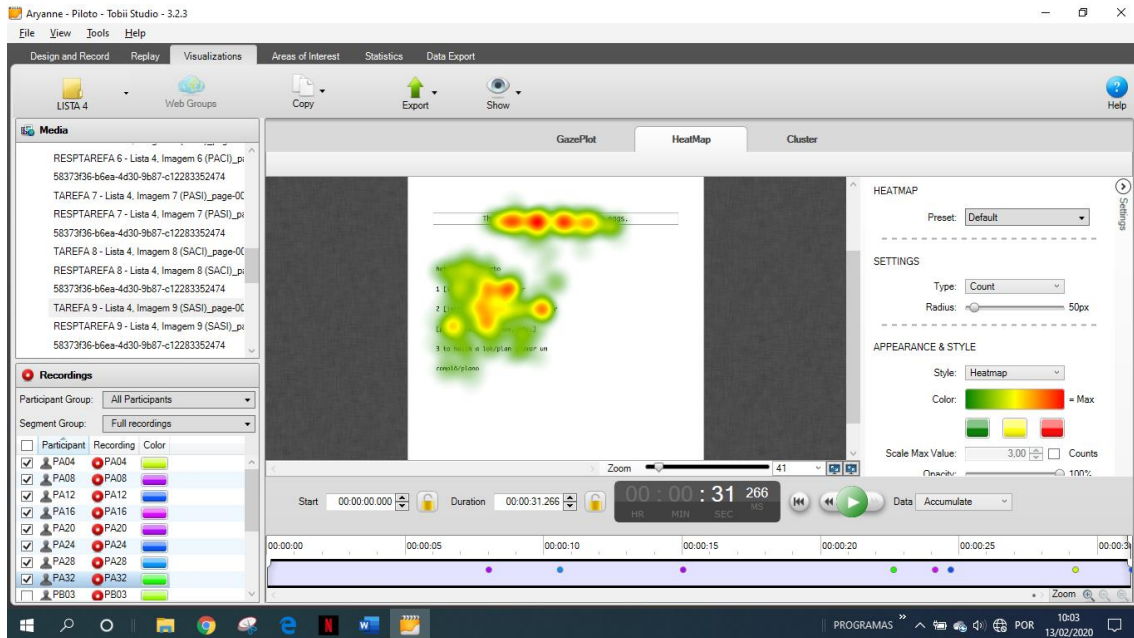 Aryanne - Piloto - Tobii Studio - 3.2.3
File View Tools Help
Design and Record Replay Visualizations Areas of Interest Statistics Data Export
LISTA 4 Web Groups Copy Export Show Help
Media
RESPTAREFA 6 - Lista 4, Imagem 6 (PACI)_pa
58373f36-b6ea-4d30-9b87-c12283352474
TAREFA 7 - Lista 4, Imagem 7 (PASI)_page-00
RESPTAREFA 7 - Lista 4, Imagem 7 (PASI)_pa
58373f36-b6ea-4d30-9b87-c12283352474
TAREFA 8 - Lista 4, Imagem 8 (SACI)_page-00
RESPTAREFA 8 - Lista 4, Imagem 8 (SACI)_pa
58373f36-b6ea-4d30-9b87-c12283352474
TAREFA 9 - Lista 4, Imagem 9 (SASI)_page-00
RESPTAREFA 9 - Lista 4, Imagem 9 (SASI)_pa
58373f36-b6ea-4d30-9b87-c12283352474
Recordings
Participant Group: All Participants
Segment Group: Full recordings
Participant Recording Color
PA04 PA04
PA08 PA08
PA12 PA12
PA16 PA16
PA20 PA20
PA24 PA24
PA28 PA28
PA32 PA32
PB03 PB03
GazePlot HeatMap Cluster
Th eggs.
1 [
2 [
3 to a um
compló/plano
HEATMAP
Preset: Default
SETTINGS
Type: Count
Radius: 50px
APPEARANCE & STYLE
Style: Heatmap
Color: = Max
Scale Max Value: 3,00 Counts
Opacity: 100%
Settings
Zoom 41
Start 00:00:00.000 Duration 00:00:31.266 00 : 00 : 31 266 Data Accumulate
HR MIN SEC MS
00:00:00 00:00:05 00:00:10 00:00:15 00:00:20 00:00:25 00:00:3
Zoom
PROGRAMAS POR 10:03
13/02/2020